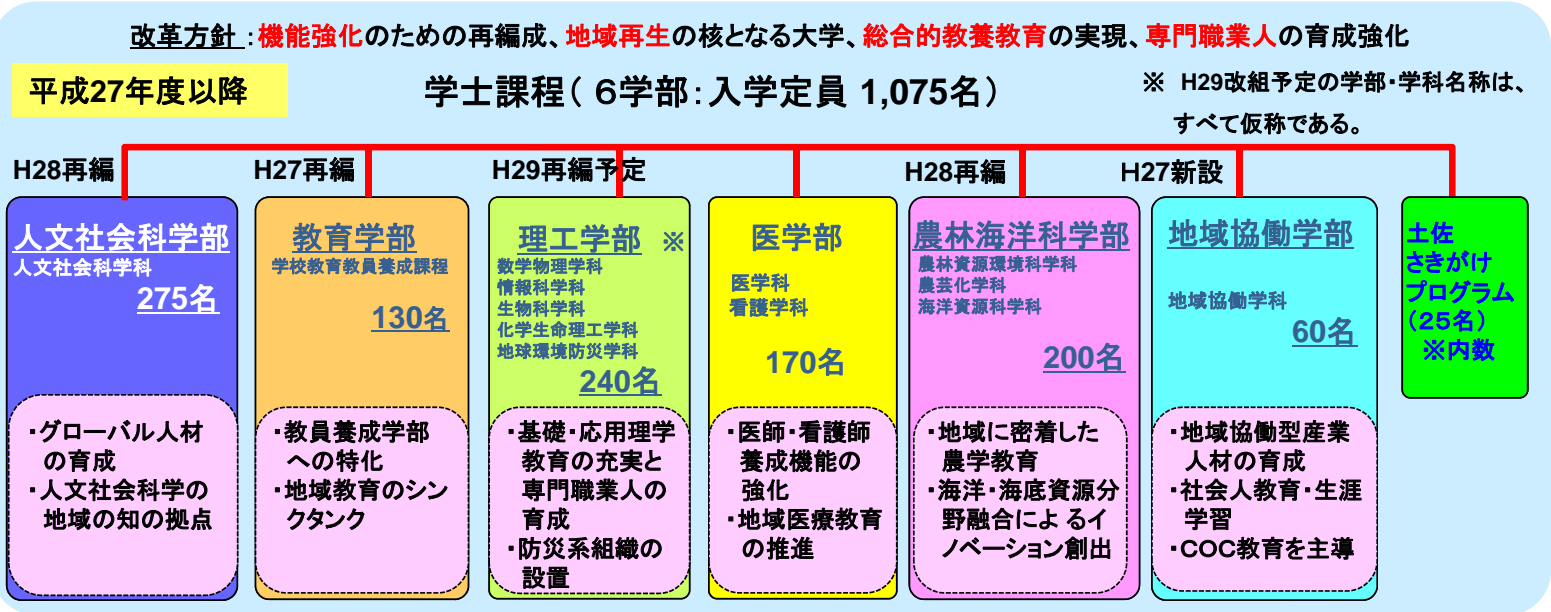 改革方針：機能強化のための再編成、地域再生の核となる大学、総合的教養教育の実現、専門職業人の育成強化
平成27年度以降
学士課程（６学部：入学定員 1,075名）
※ H29改組予定の学部・学科名称は、
すべて仮称である。
H28再編
H27再編
H29再編予定
H28再編
H27新設
人文社会科学部
人文社会科学科
275名
・グローバル人材
の育成
・人文社会科学の
地域の知の拠点
教育学部
学校教育教員養成課程
130名
・教員養成学部
への特化
・地域教育のシン
クタンク
理工学部 ※
数学物理学科
情報科学科
生物科学科
化学生命理工学科
地球環境防災学科
240名
・基礎・応用理学
教育の充実と
専門職業人の
育成
・防災系組織の
設置
医学部
医学科
看護学科
170名
・医師・看護師
養成機能の
強化
・地域医療教育
の推進
農林海洋科学部
農林資源環境科学科
農芸化学科
海洋資源科学科
200名
・地域に密着した
農学教育
・海洋・海底資源分
野融合によるイ
ノベーション創出
地域協働学部
地域協働学科
60名
・地域協働型産業
人材の育成
・社会人教育・生涯
学習
・ＣＯＣ教育を主導
土佐
さきがけ
プログラム
（２５名）
※内数